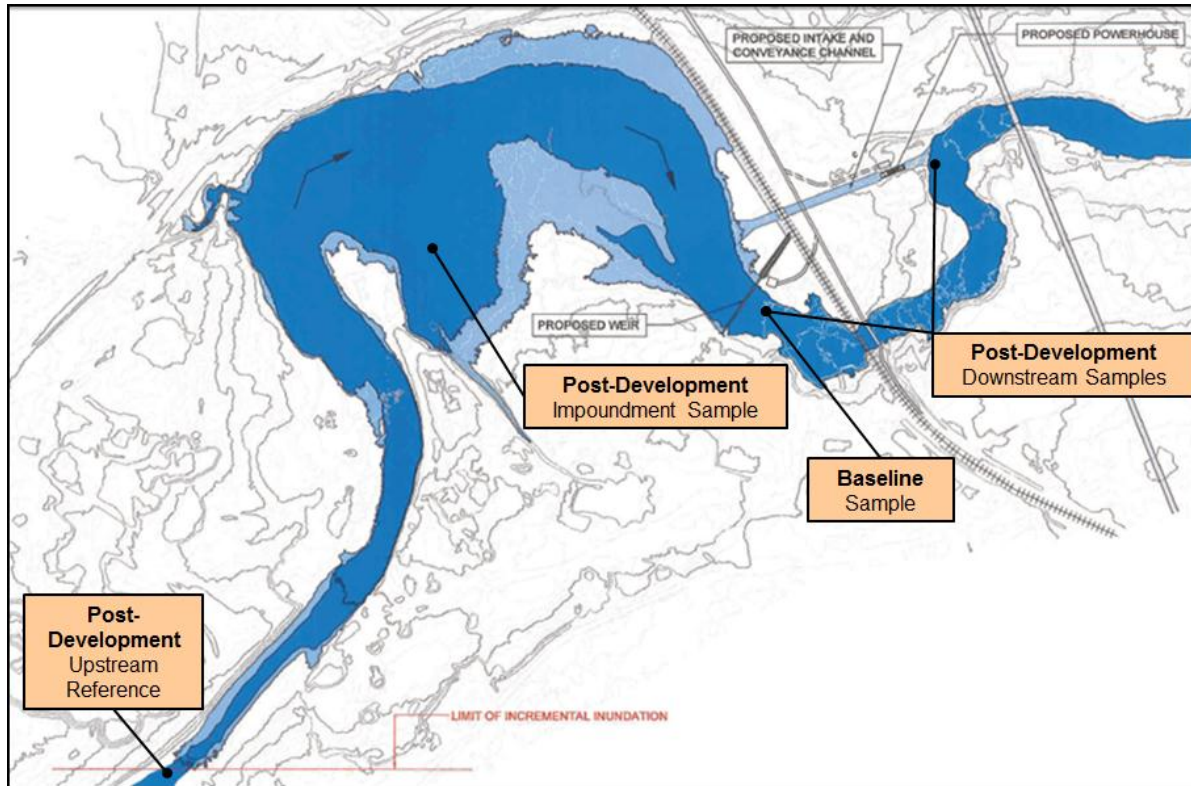 PROPOSED INTAKE AND
CONVEYANCE CHANNEL
PROPOSED POWERHOUSE
PROPOSED WEIR
Post-Development
Impoundment Sample
Post-Development
Downstream Samples
Baseline
Sample
Post-
Development
Upstream
Reference
LIMIT OF INCREMENTAL INUNDATION